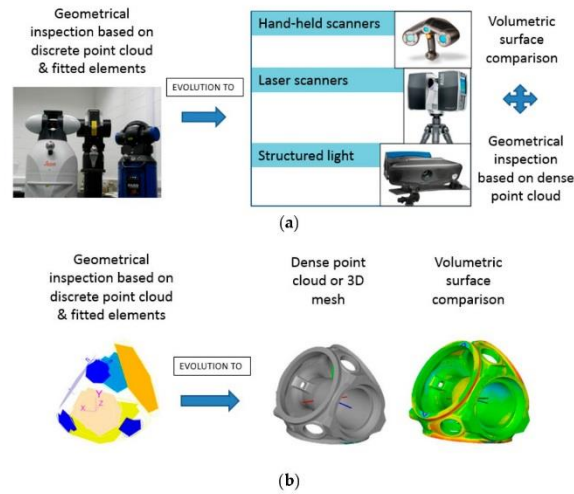 Geometrical
inspection based on
discrete point cloud
& fitted elements
EVOLUTION TO
Hand-held scanners
Laser scanners
Structured light
Volumetric
surface
comparison
Geometrical
inspection
based on dense
point cloud
(a)
Geometrical
inspection based on
discrete point cloud
& fitted elements
EVOLUTION TO
Dense point
cloud or 3D
mesh
Volumetric
surface
comparison
Y
X
Z
(b)